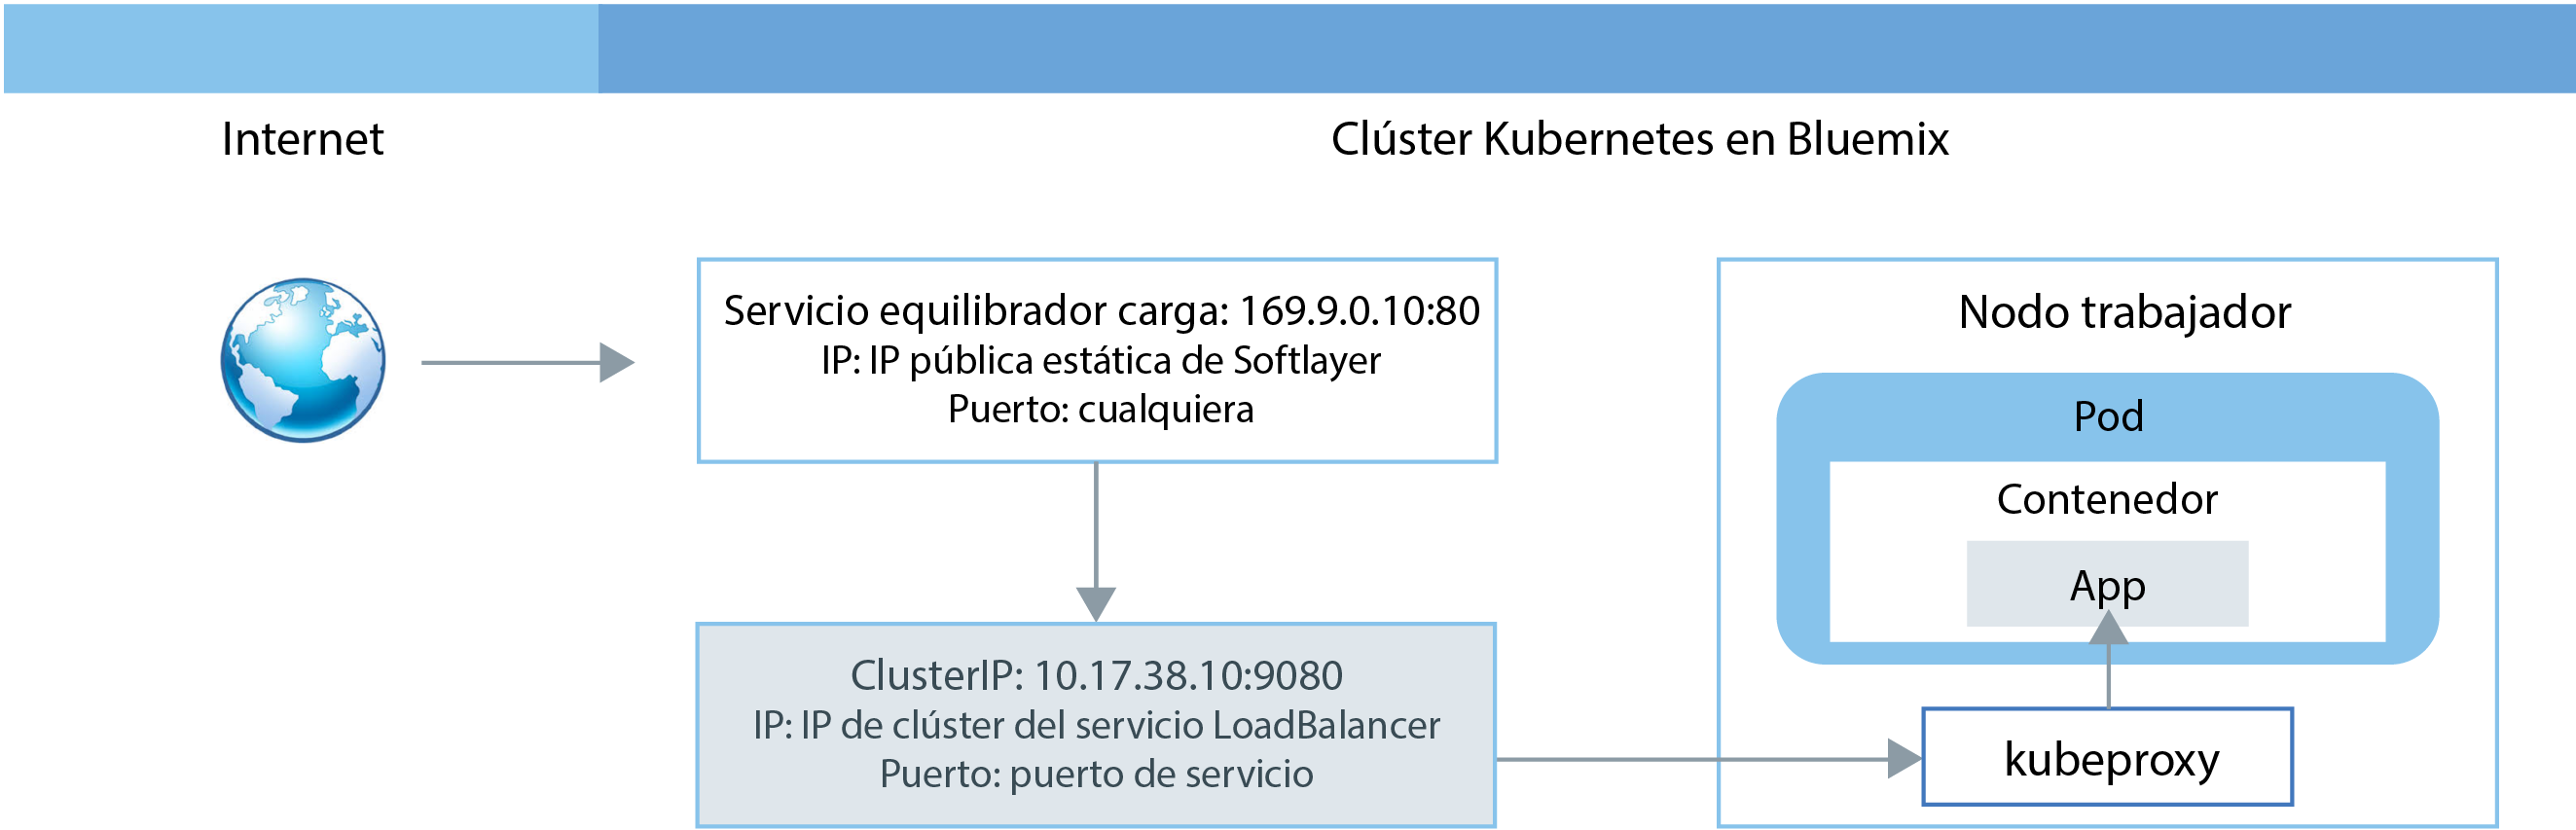 Internet
Clúster Kubernetes en Bluemix
Servicio equilibrador carga: 169.9.0.10:80
IP: IP pública estática de Softlayer
Puerto: cualquiera
ClusterIP: 10.17.38.10:9080
IP: IP de clúster del servicio LoadBalancer
Puerto: puerto de servicio
Nodo trabajador
Pod
Contenedor
App
kubeproxy